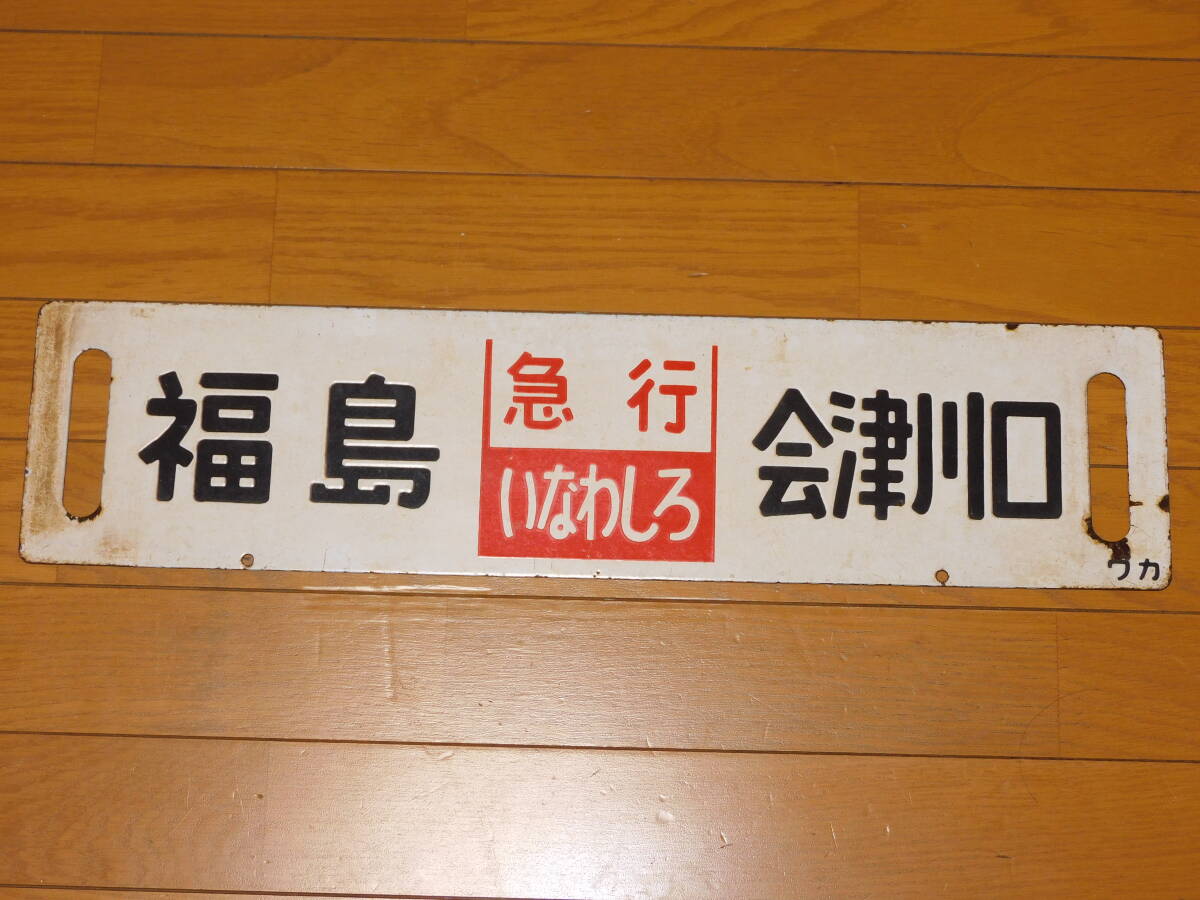 福島
急行
いなわしろ
会津川口
ワカ